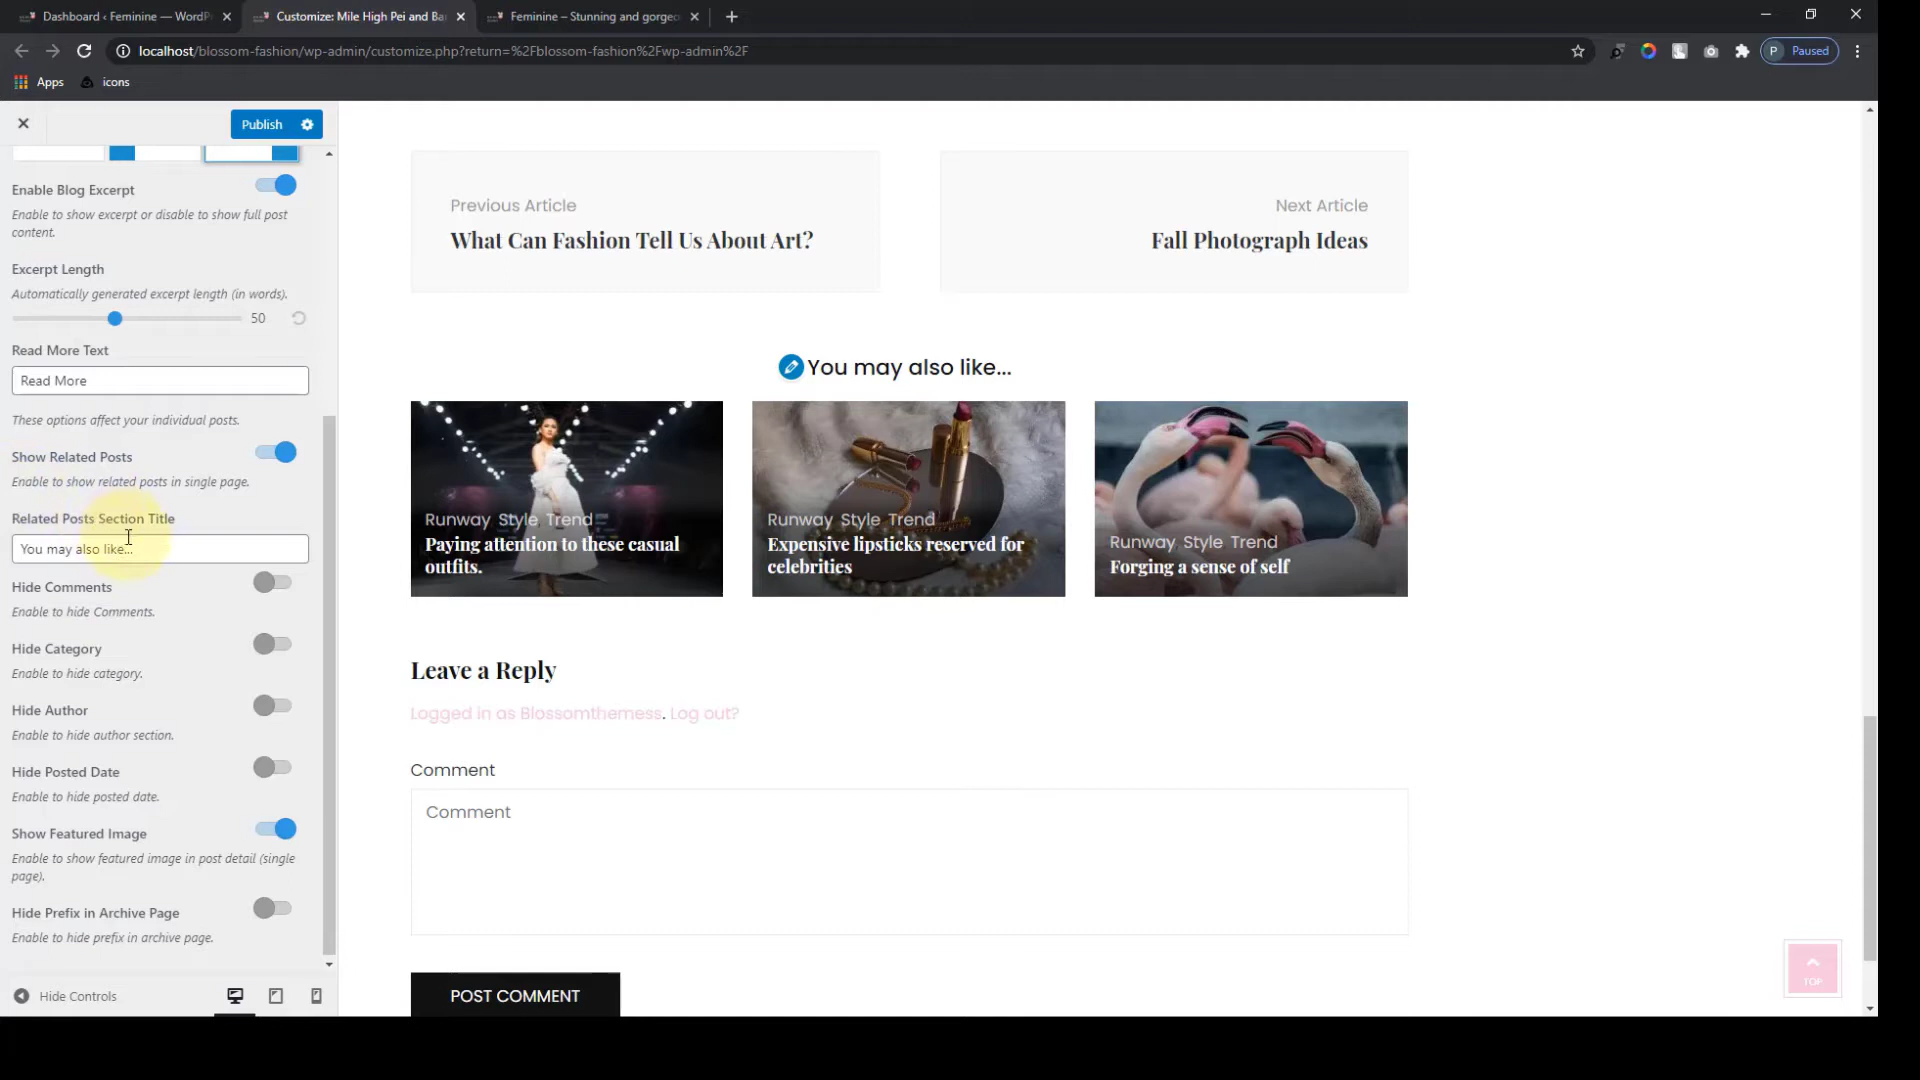 Dashboard ‹ Feminine — WordP
Customize: Mile High Pei and Ba
Feminine – Stunning and gorgeo
localhost/blossom-fashion/wp-admin/customize.php?return=%2Fblossom-fashion%2Fwp-admin%2F
P Paused
Apps icons
Publish
Enable Blog Excerpt
Enable to show excerpt or disable to show full post
content.
Excerpt Length
Automatically generated excerpt length (in words).
50
Read More Text
Read More
These options affect your individual posts.
Show Related Posts
Enable to show related posts in single page.
Related Posts Section Title
You may also like...
Hide Comments
Enable to hide Comments.
Hide Category
Enable to hide category.
Hide Author
Enable to hide author section.
Hide Posted Date
Enable to hide posted date.
Show Featured Image
Enable to show featured image in post detail (single
page).
Hide Prefix in Archive Page
Enable to hide prefix in archive page.
Hide Controls
Previous Article
What Can Fashion Tell Us About Art?
Next Article
Fall Photograph Ideas
You may also like...
Runway Style Trend
Paying attention to these casual
outfits.
Runway Style Trend
Expensive lipsticks reserved for
celebrities
Runway Style Trend
Forging a sense of self
Leave a Reply
Logged in as Blossomthemess. Log out?
Comment
Comment
POST COMMENT
TOP